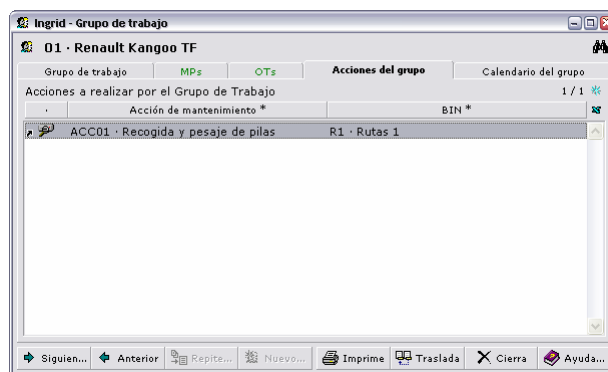 Ingrid - Grupo de trabajo
01 · Renault Kangoo TF
Grupo de trabajo MPs OTs Acciones del grupo Calendario del grupo
Acciones a realizar por el Grupo de Trabajo 1 / 1
· Acción de mantenimiento * BIN *
ACC01 · Recogida y pesaje de pilas R1 · Rutas 1
Siguien... Anterior Repite... Nuevo... Imprime Traslada Cierra Ayuda...